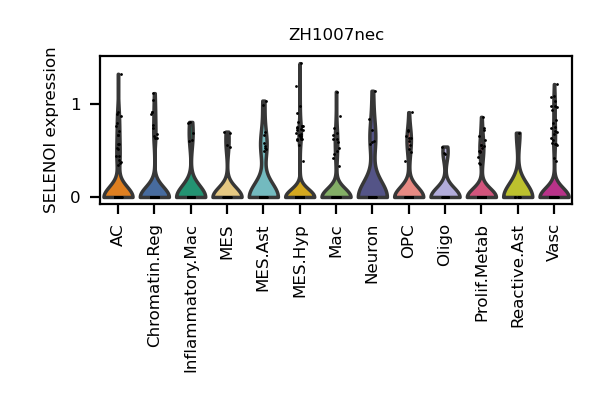 ZH1007nec
SELENOI expression
1
0
AC
Chromatin.Reg
Inflammatory.Mac
MES
MES.Ast
MES.Hyp
Mac
Neuron
OPC
Oligo
Prolif.Metab
Reactive.Ast
Vasc